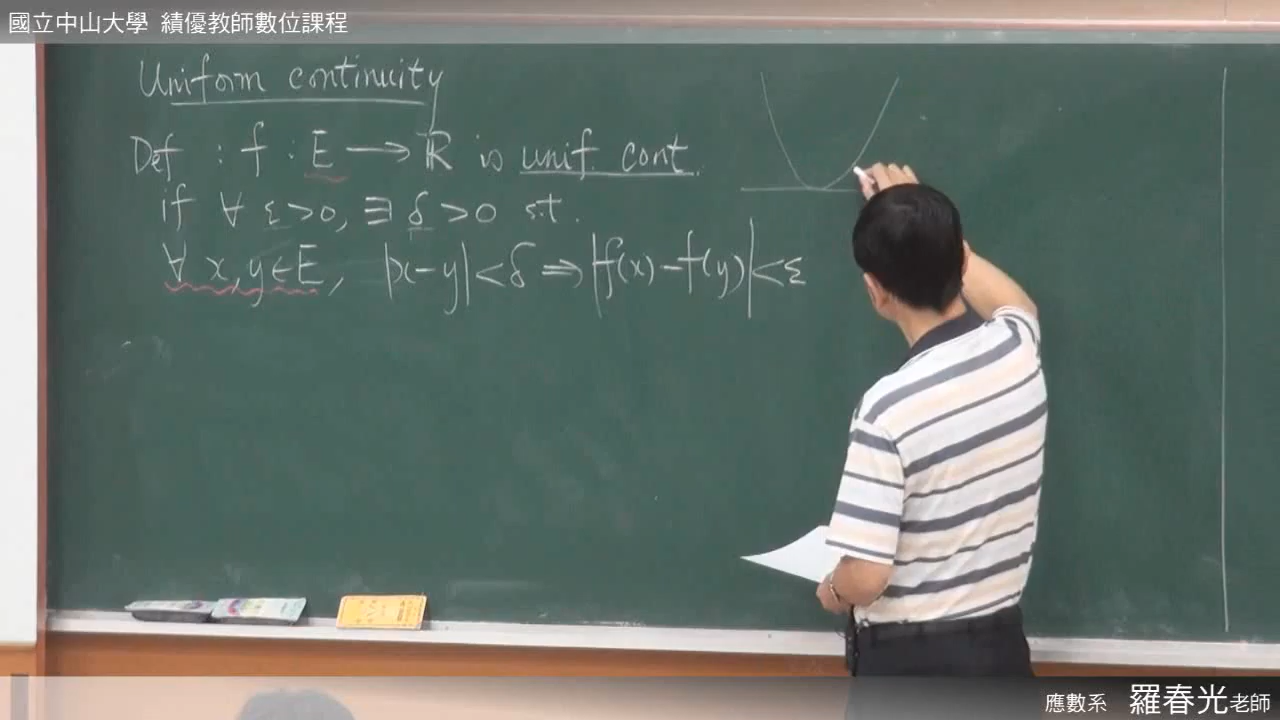 國立中山大學 績優教師數位課程
Uniform continuity
Def : f : E → R is unif. cont.
if ∀ ε>0, ∃ δ>0 s.t.
∀ x,y∈E, |x-y|<δ ⇒ |f(x)-f(y)|<ε
應數系 羅春光老師